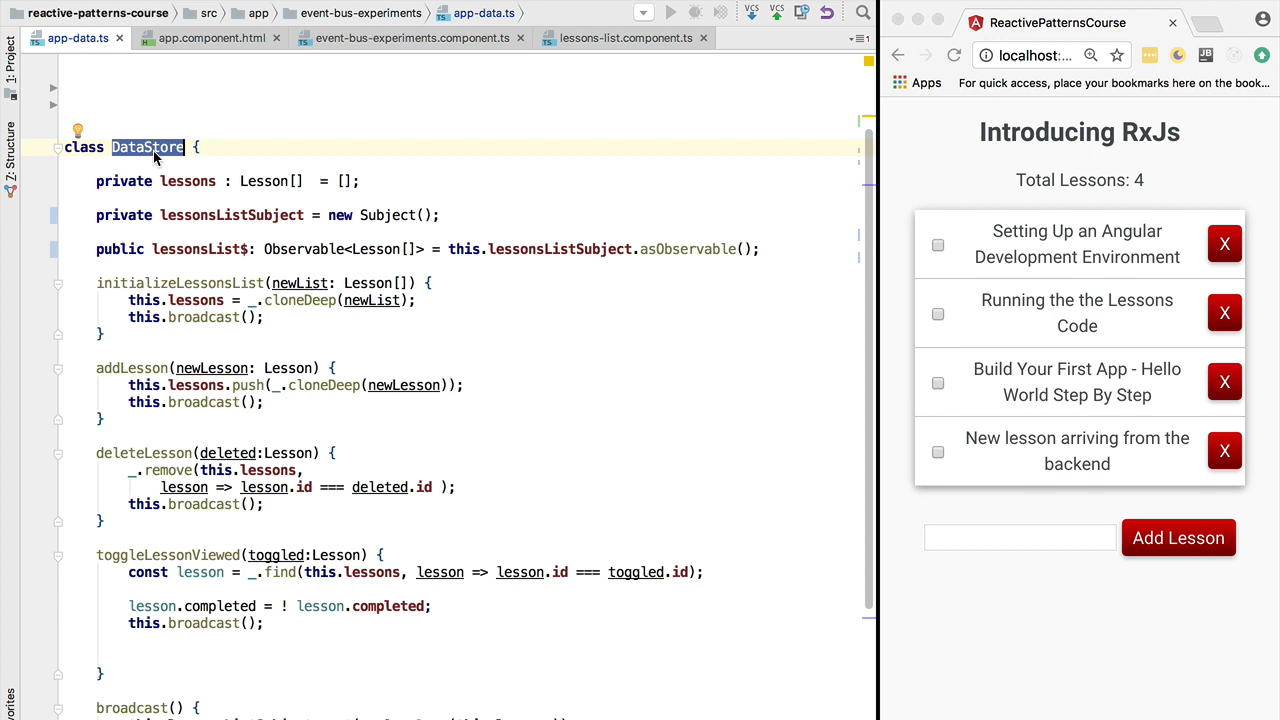 reactive-patterns-course src app event-bus-experiments app-data.ts VCS VCS
app-data.ts app.component.html event-bus-experiments.component.ts lessons-list.component.ts
1: Project
Z: Structure
class DataStore {
private lessons : Lesson[]  = [];
private lessonsListSubject = new Subject();
public lessonsList$: Observable<Lesson[]> = this.lessonsListSubject.asObservable();
initializeLessonsList(newList: Lesson[]) {
this.lessons = _.cloneDeep(newList);
this.broadcast();
}
addLesson(newLesson: Lesson) {
this.lessons.push(_.cloneDeep(newLesson));
this.broadcast();
}
deleteLesson(deleted:Lesson) {
_.remove(this.lessons,
lesson => lesson.id === deleted.id );
this.broadcast();
}
toggleLessonViewed(toggled:Lesson) {
const lesson = _.find(this.lessons, lesson => lesson.id === toggled.id);
lesson.completed = ! lesson.completed;
this.broadcast();
}
broadcast() {
ReactivePatternsCourse
localhost:...
Apps For quick access, place your bookmarks here on the book...
Introducing RxJs
Total Lessons: 4
Setting Up an Angular
Development Environment
X
Running the the Lessons
Code
X
Build Your First App - Hello
World Step By Step
X
New lesson arriving from the
backend
X
Add Lesson